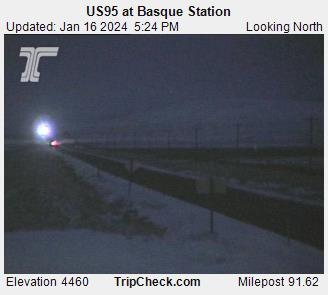 US95 at Basque Station
Updated: Jan 16 2024 5:24 PM Looking North
Elevation 4460 TripCheck.com Milepost 91.62